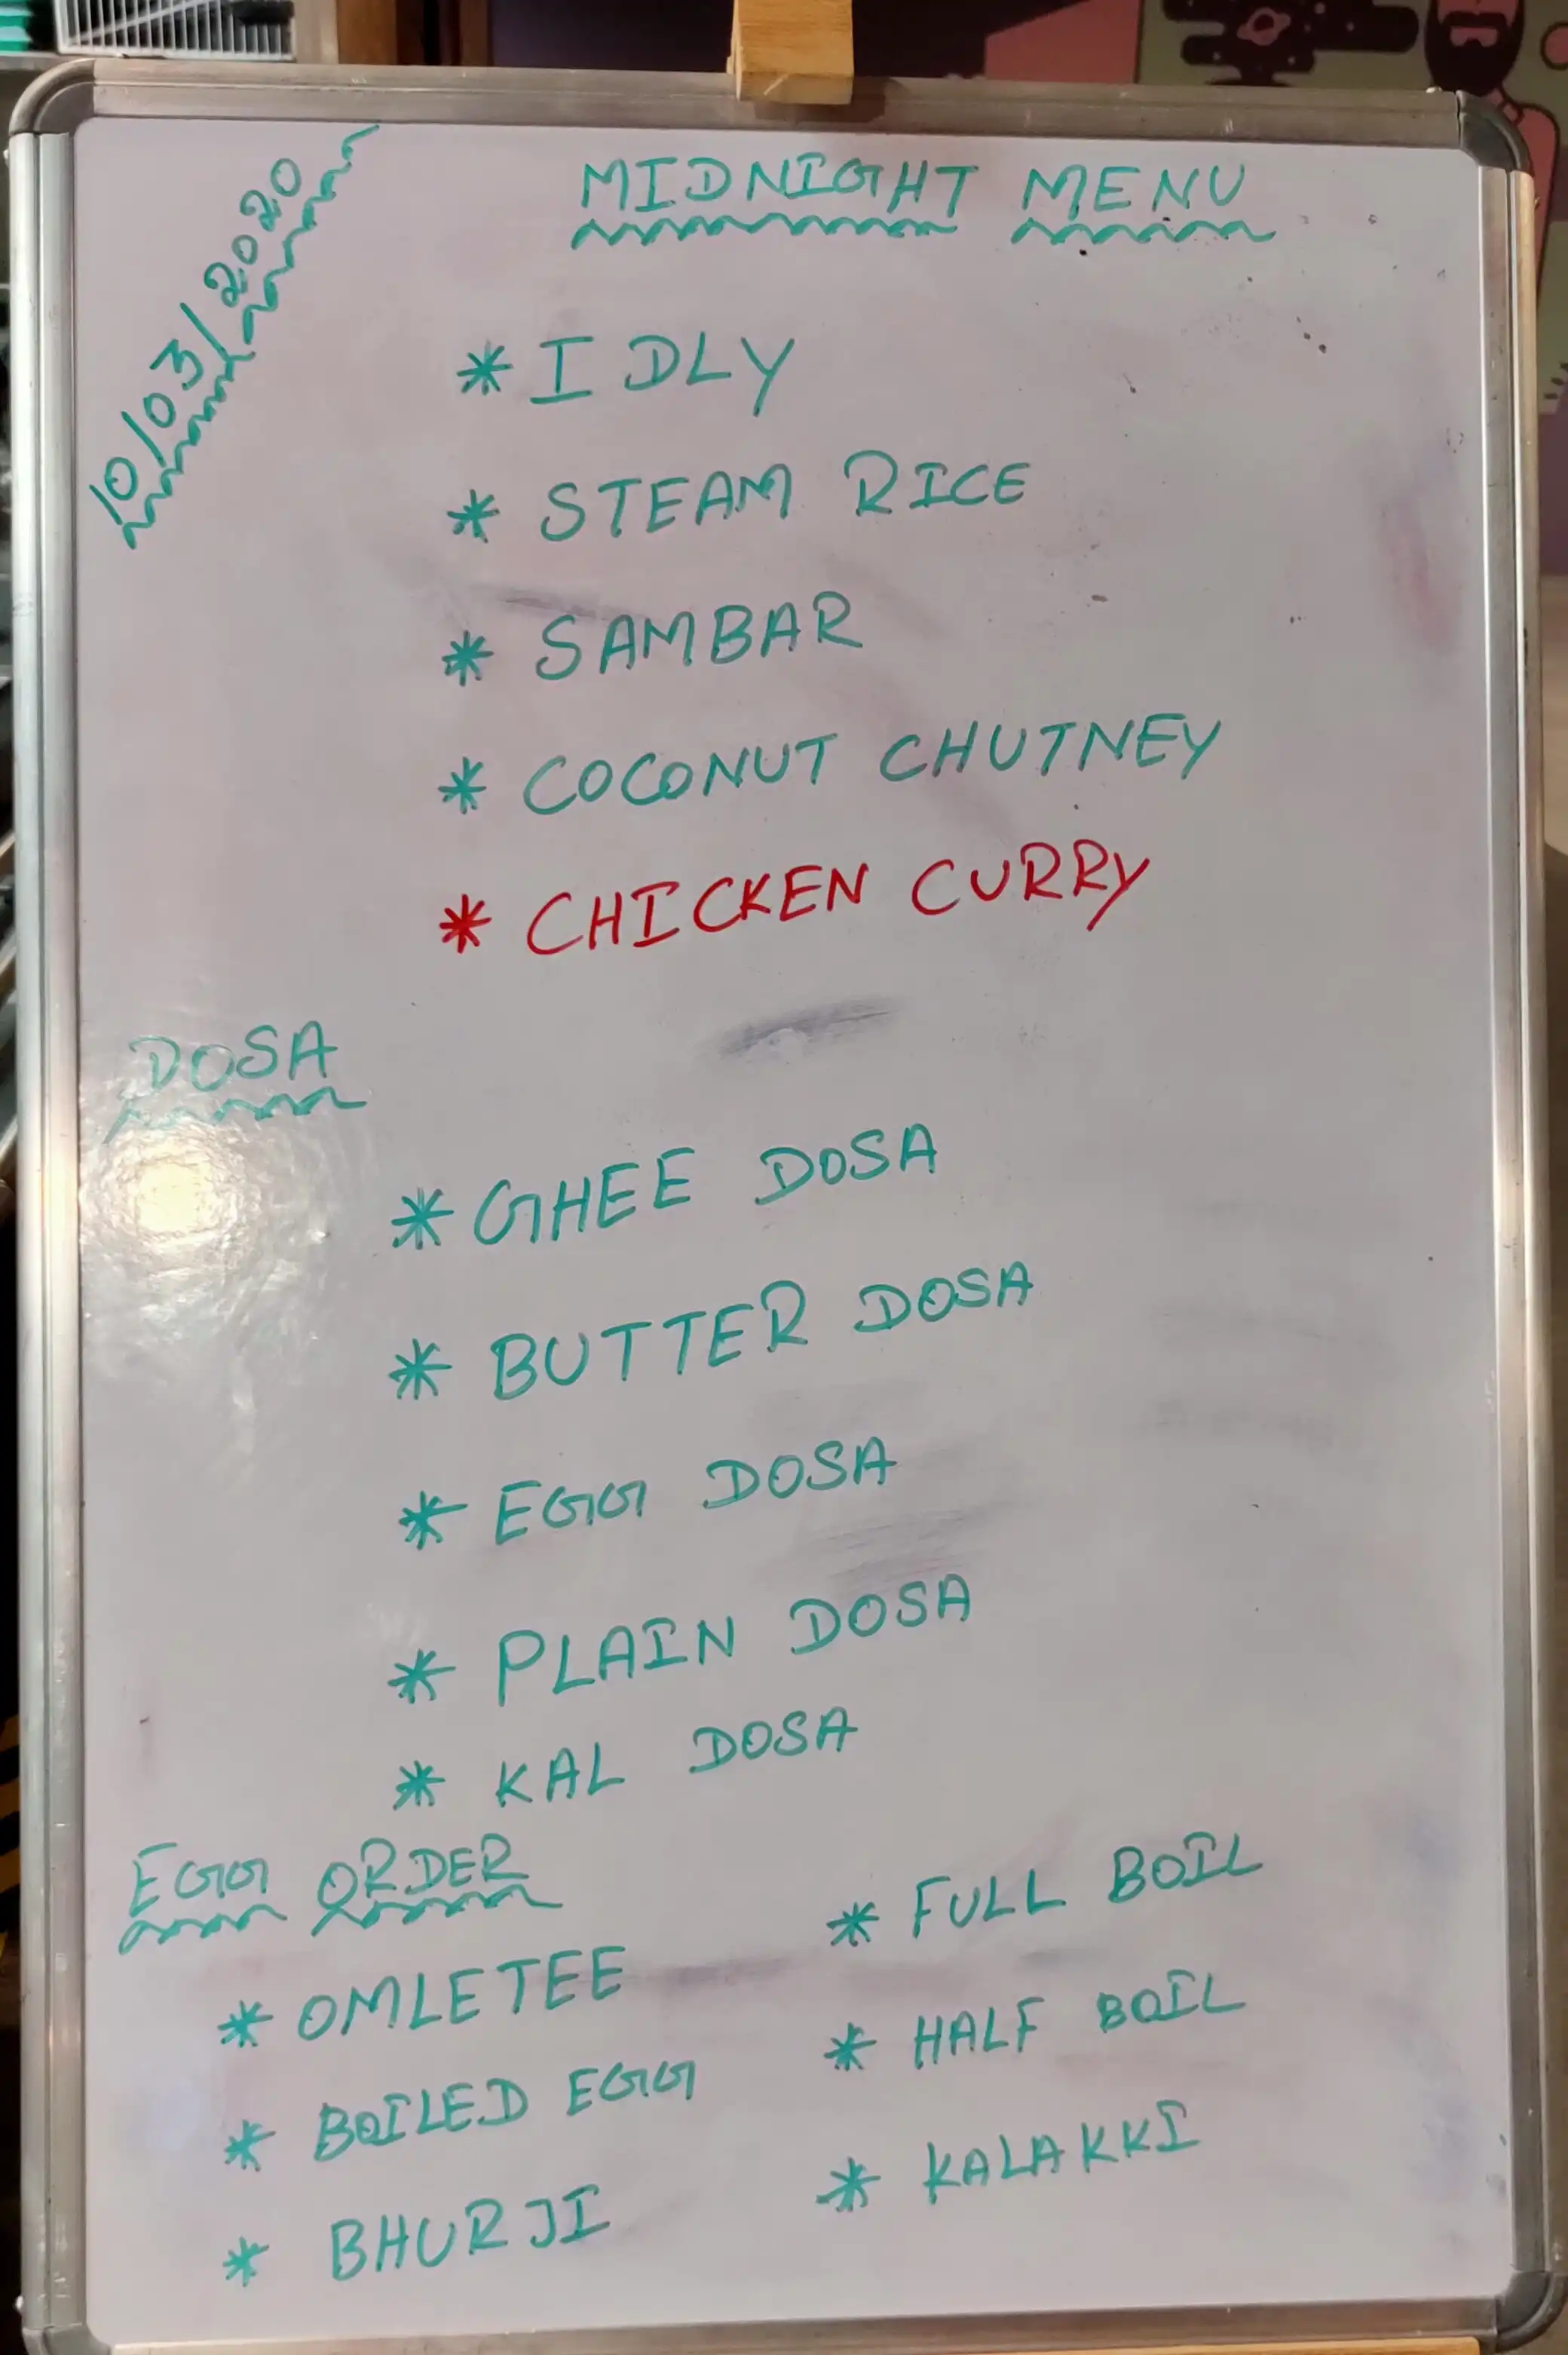 10/03/2020
MIDNIGHT MENU
* IDLY
* STEAM RICE
* SAMBAR
* COCONUT CHUTNEY
* CHICKEN CURRY
DOSA
* GHEE DOSA
* BUTTER DOSA
* EGG DOSA
* PLAIN DOSA
* KAL DOSA
EGG ORDER
* OMLETEE
* BOILED EGG
* BHURJI
* FULL BOIL
* HALF BOIL
* KALAKKI